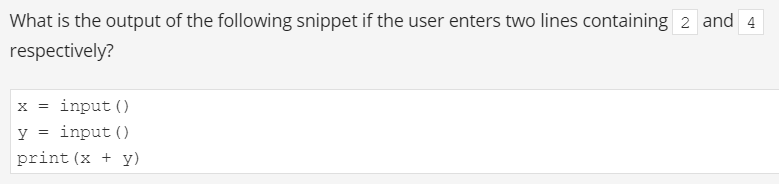 What is the output of the following snippet if the user enters two lines containing 2 and 4
respectively?
x = input()
y = input()
print(x + y)